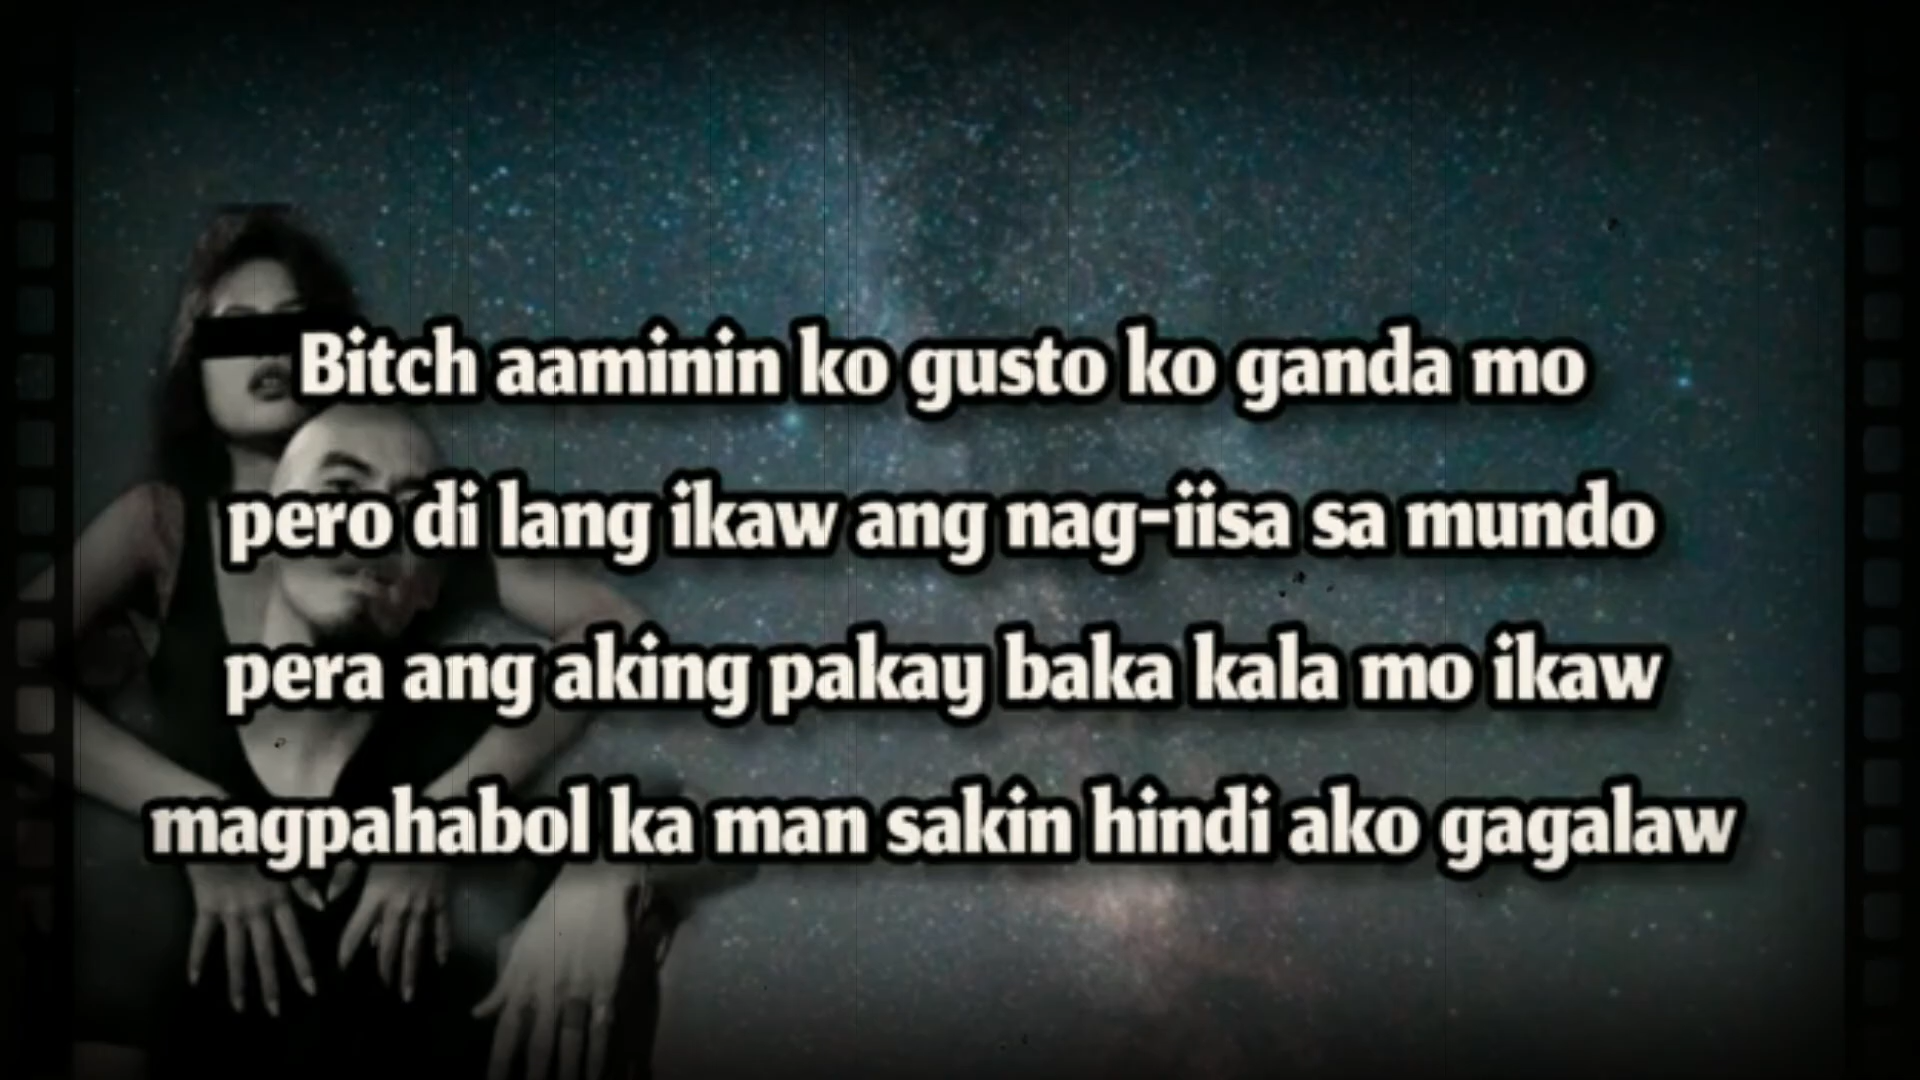 Bitch aaminin ko gusto ko ganda mo
pero di lang ikaw ang nag-iisa sa mundo
pera ang aking pakay baka kala mo ikaw
magpahabol ka man sakin hindi ako gagalaw